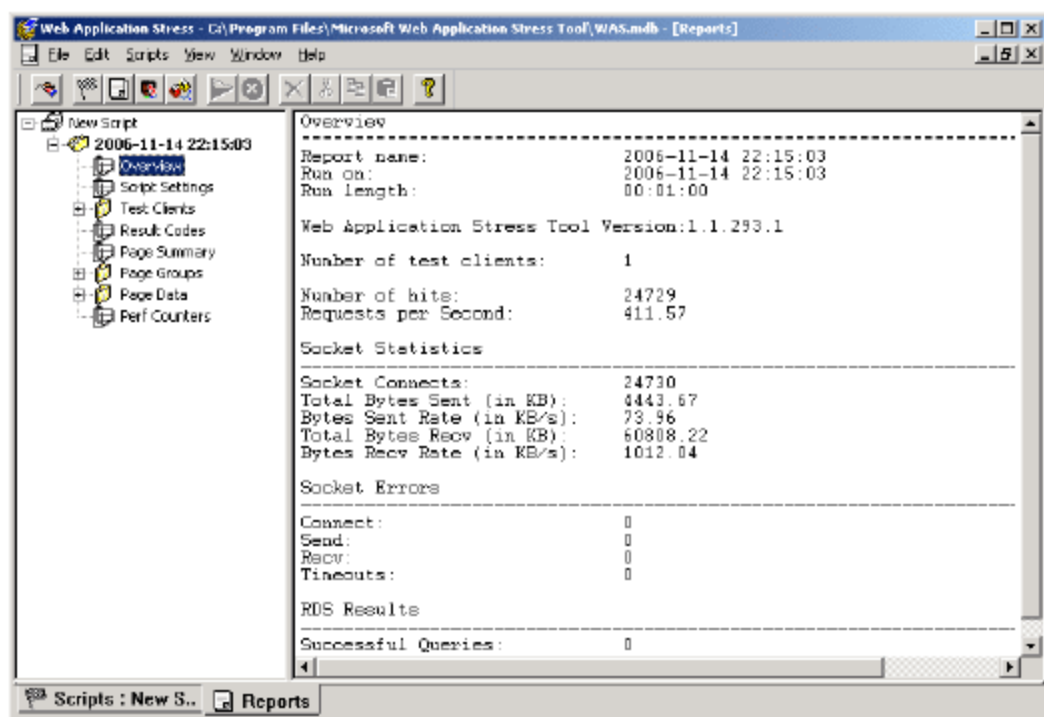 Web Application Stress - C:\Program Files\Microsoft Web Application Stress Tool\WAS.mdb - [Reports]
File Edit Scripts View Window Help
New Script
2006-11-14 22:15:03
Overview
Script Settings
Test Clients
Result Codes
Page Summary
Page Groups
Page Data
Perf Counters
Overview
Report name: 2006-11-14 22:15:03
Run on: 2006-11-14 22:15:03
Run length: 00:01:00
Web Application Stress Tool Version:1.1.293.1
Number of test clients: 1
Number of hits: 24729
Requests per Second: 411.57
Socket Statistics
Socket Connects: 24730
Total Bytes Sent (in KB): 4443.67
Bytes Sent Rate (in KB/s): 73.96
Total Bytes Recv (in KB): 60808.22
Bytes Recv Rate (in KB/s): 1012.04
Socket Errors
Connect: 0
Send: 0
Recv: 0
Timeouts: 0
RDS Results
Successful Queries: 0
Scripts : New S.. Reports